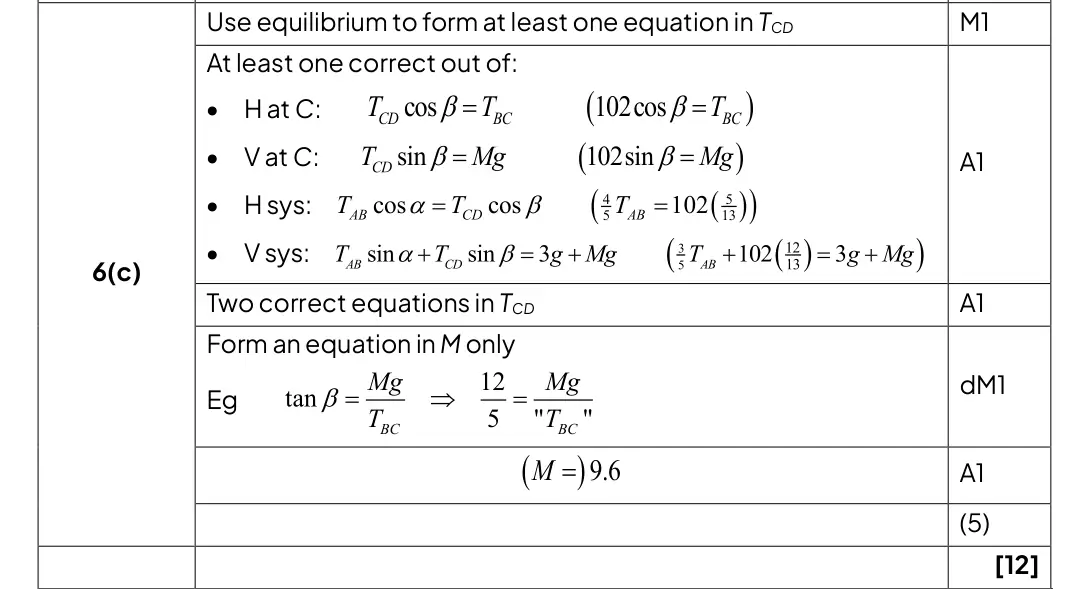 Use equilibrium to form at least one equation in T_CD M1
At least one correct out of:
• H at C: T_CD cos β = T_BC (102cos β = T_BC)
• V at C: T_CD sin β = Mg (102sin β = Mg) A1
• H sys: T_AB cos α = T_CD cos β (4/5 T_AB = 102(5/13))
• V sys: T_AB sin α + T_CD sin β = 3g + Mg (3/5 T_AB + 102(12/13) = 3g + Mg)
6(c)
Two correct equations in T_CD A1
Form an equation in M only
Eg tan β = Mg/T_BC ⇒ 12/5 = Mg/"T_BC" dM1
(M =) 9.6 A1
(5)
[12]